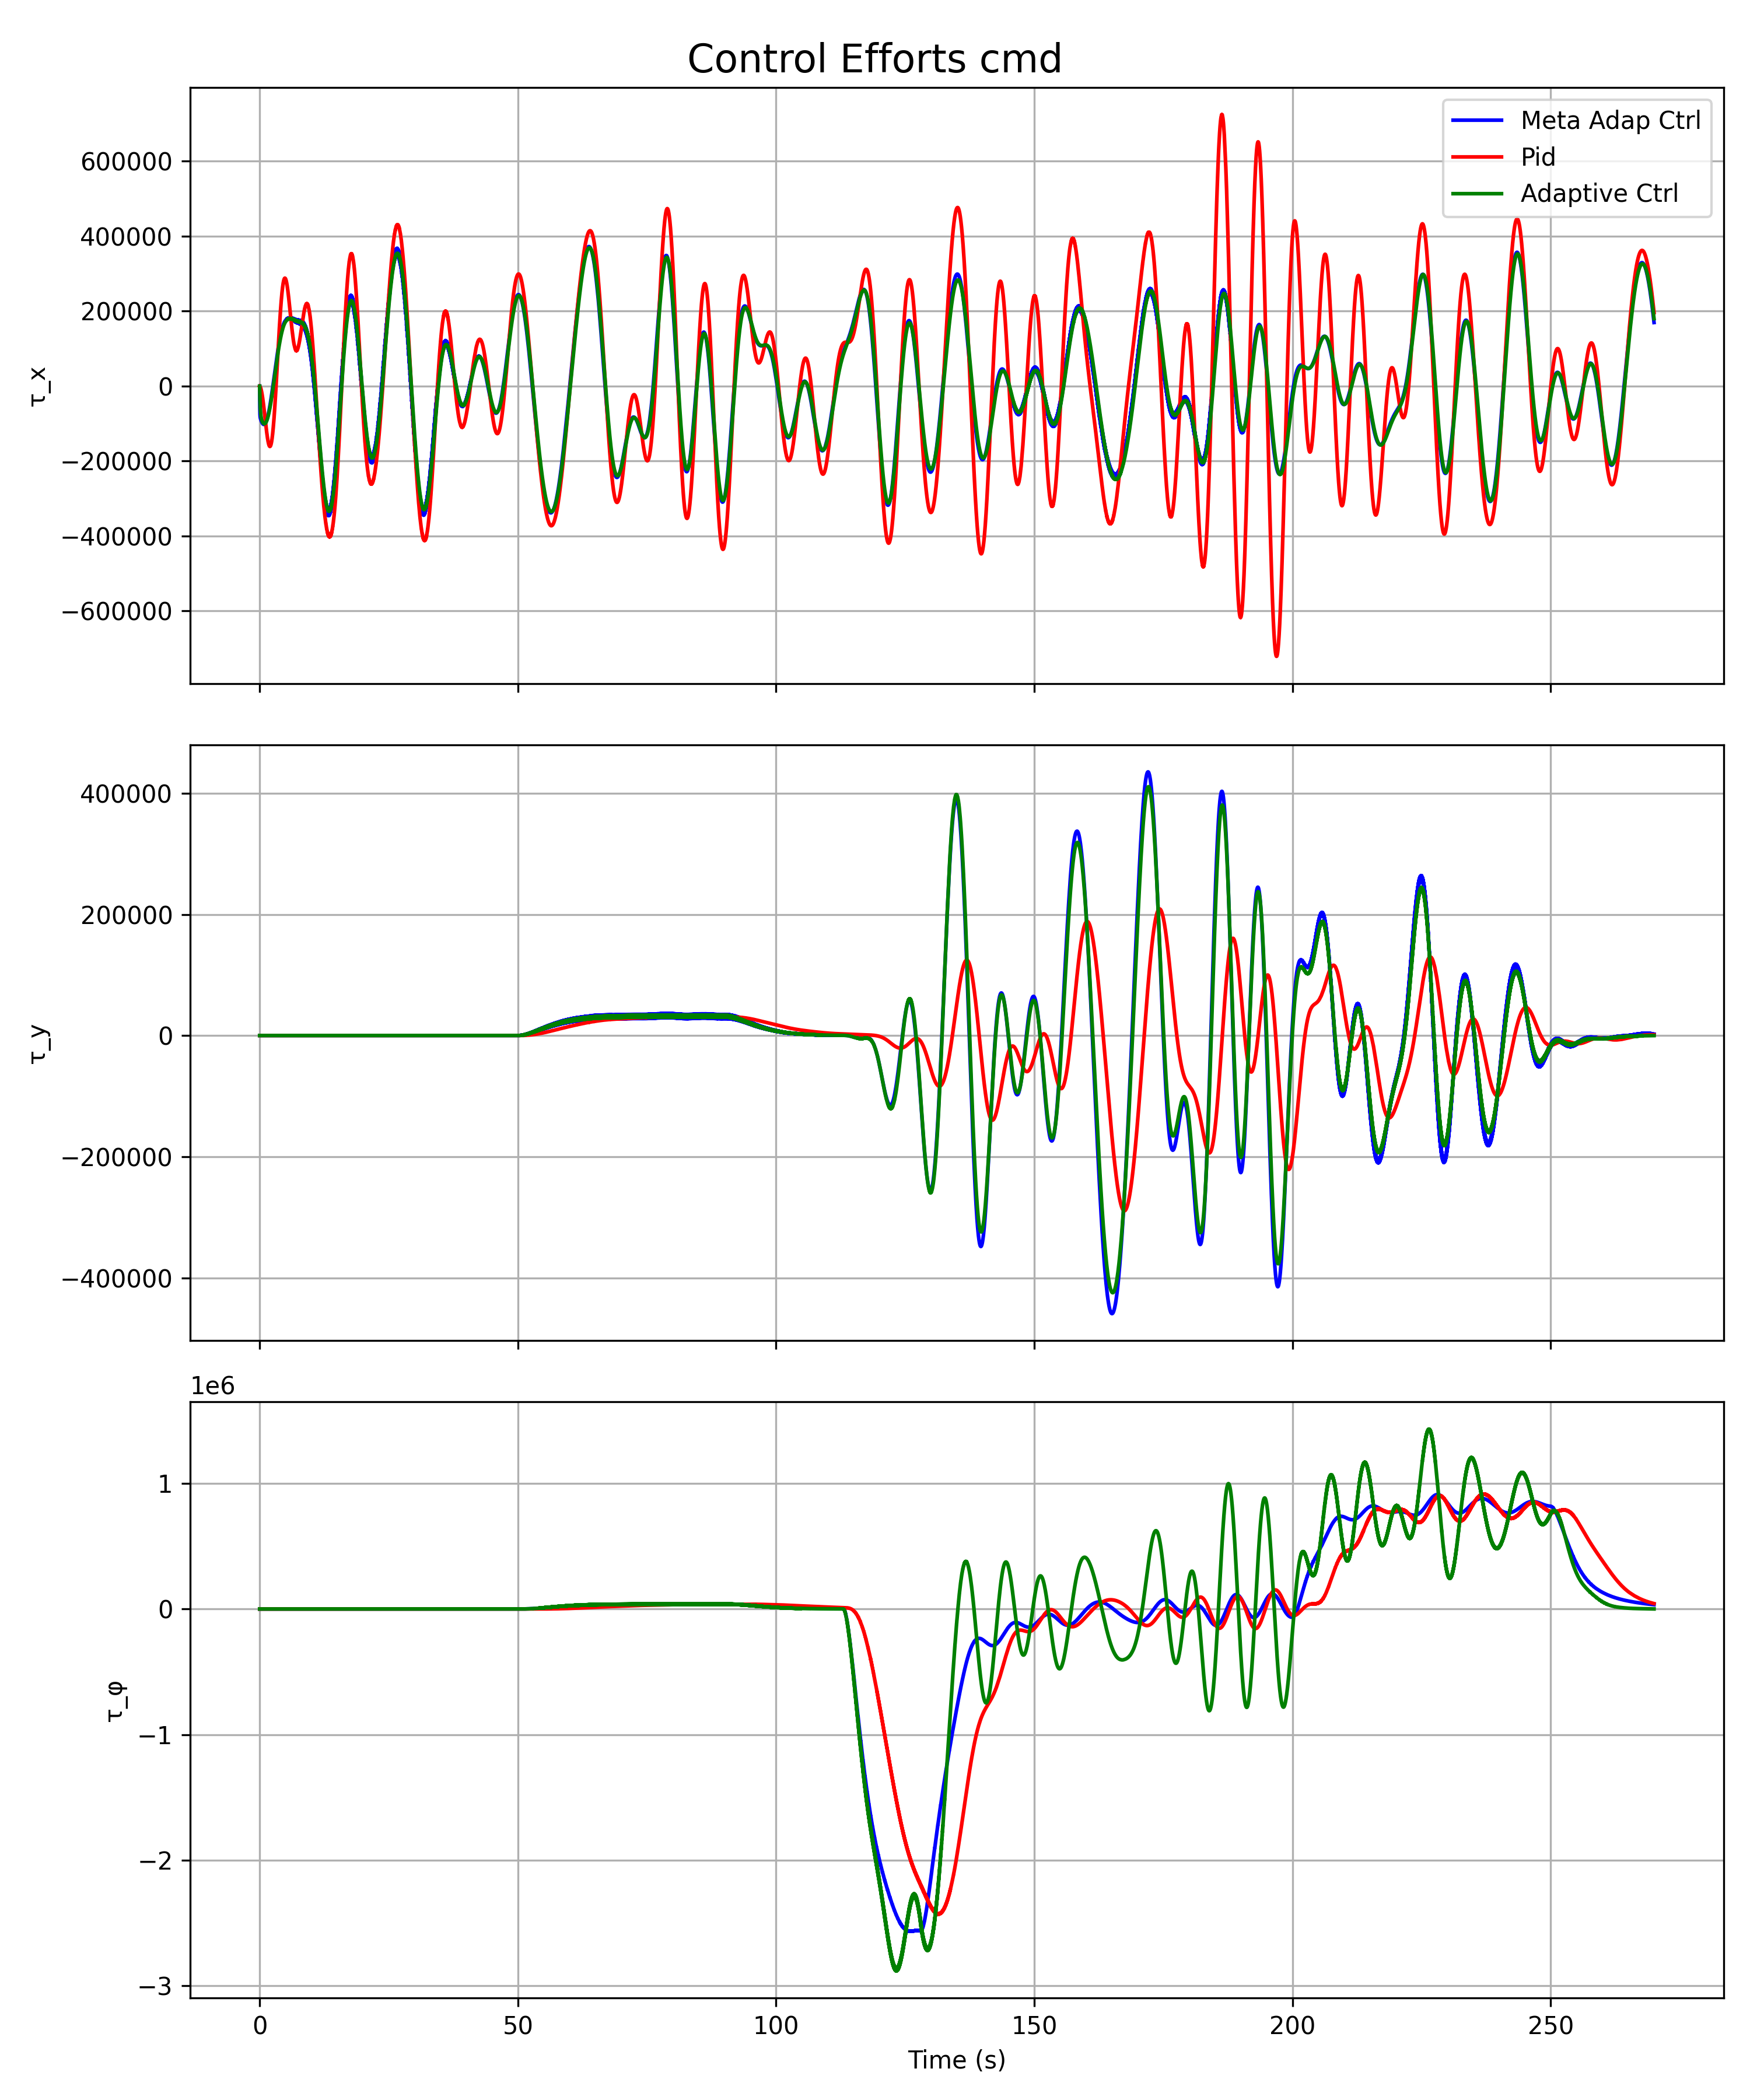 Control Efforts cmd
Meta Adap Ctrl
Pid
Adaptive Ctrl
600000
400000
200000
0
−200000
−400000
−600000
τ_x
400000
200000
0
−200000
−400000
τ_y
1e6
1
0
−1
−2
−3
τ_φ
0 50 100 150 200 250
Time (s)